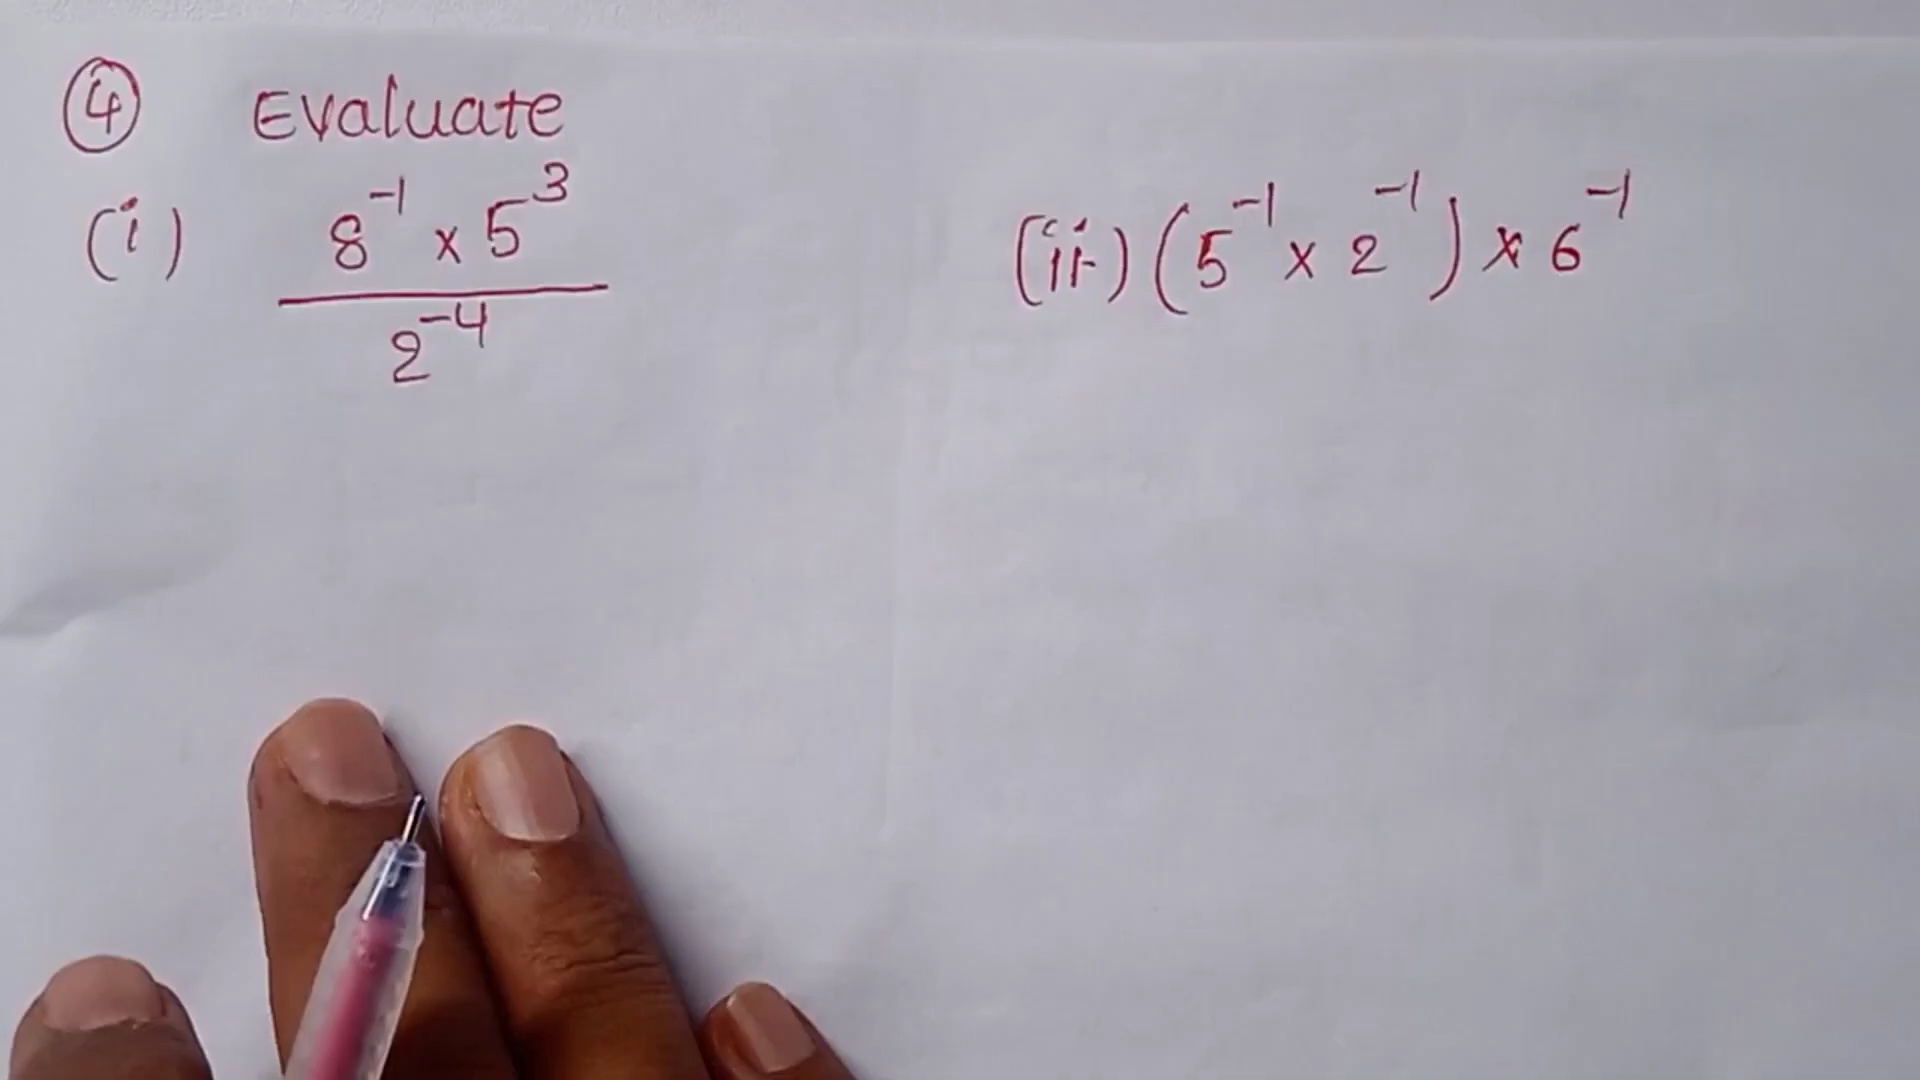 ④ Evaluate
(i) 8⁻¹ × 5³
2⁻⁴
(ii) (5⁻¹ × 2⁻¹) × 6⁻¹